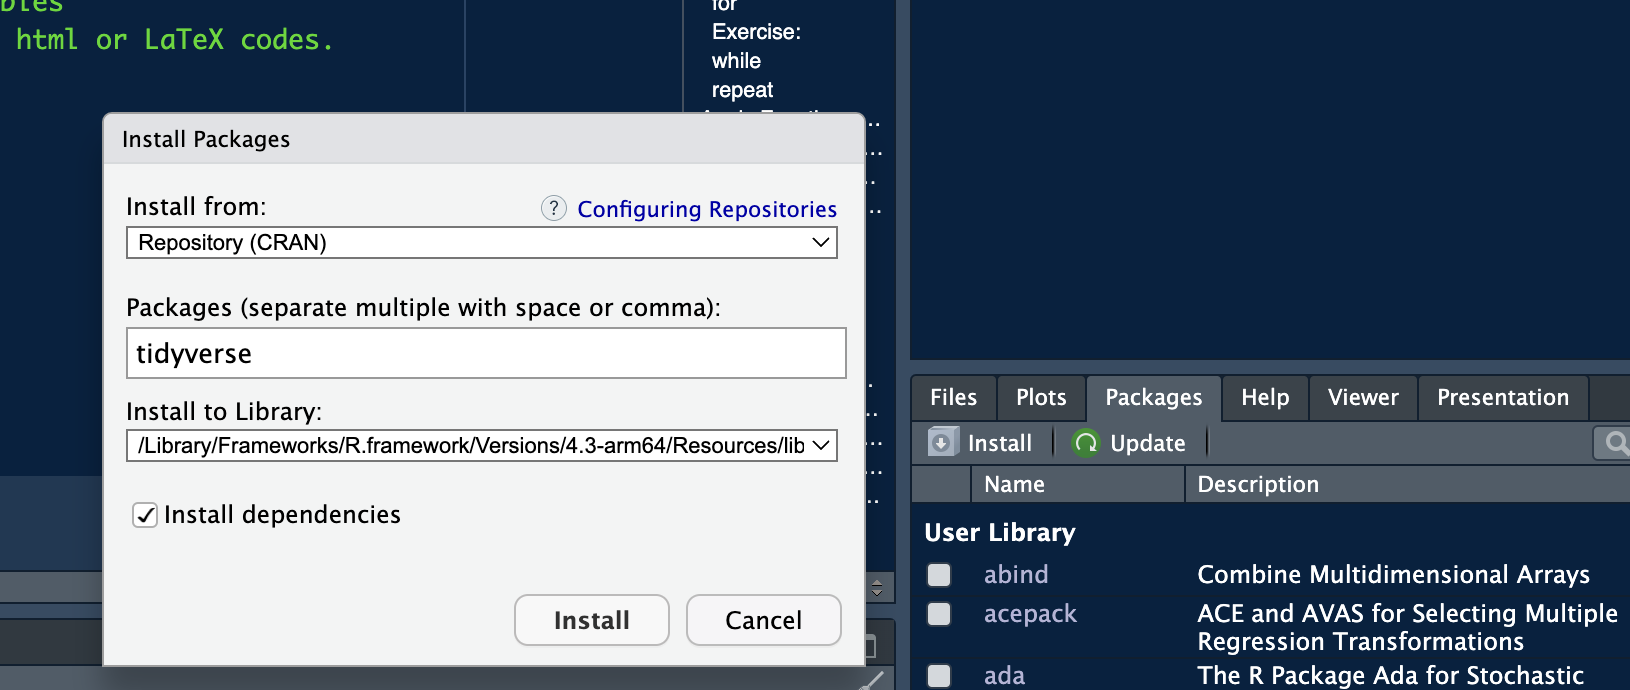 html or LaTeX codes.
for
Exercise:
while
repeat
Install Packages
Install from:
? Configuring Repositories
Repository (CRAN)
Packages (separate multiple with space or comma):
tidyverse
Install to Library:
/Library/Frameworks/R.framework/Versions/4.3-arm64/Resources/lib
Install dependencies
Install Cancel
Files Plots Packages Help Viewer Presentation
Install Update
Name Description
User Library
abind Combine Multidimensional Arrays
acepack ACE and AVAS for Selecting Multiple
Regression Transformations
ada The R Package Ada for Stochastic